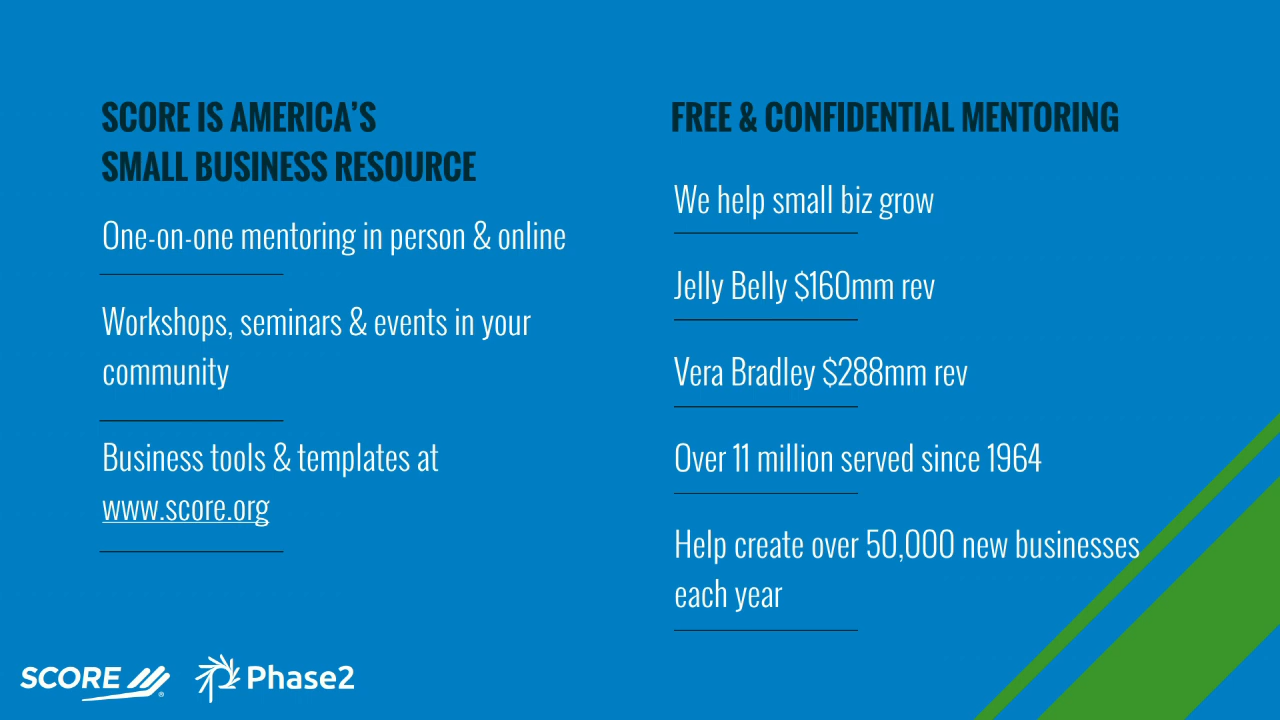 SCORE IS AMERICA'S
SMALL BUSINESS RESOURCE
One-on-one mentoring in person & online
Workshops, seminars & events in your
community
Business tools & templates at
www.score.org
FREE & CONFIDENTIAL MENTORING
We help small biz grow
Jelly Belly $160mm rev
Vera Bradley $288mm rev
Over 11 million served since 1964
Help create over 50,000 new businesses
each year
SCORE ®
Phase2